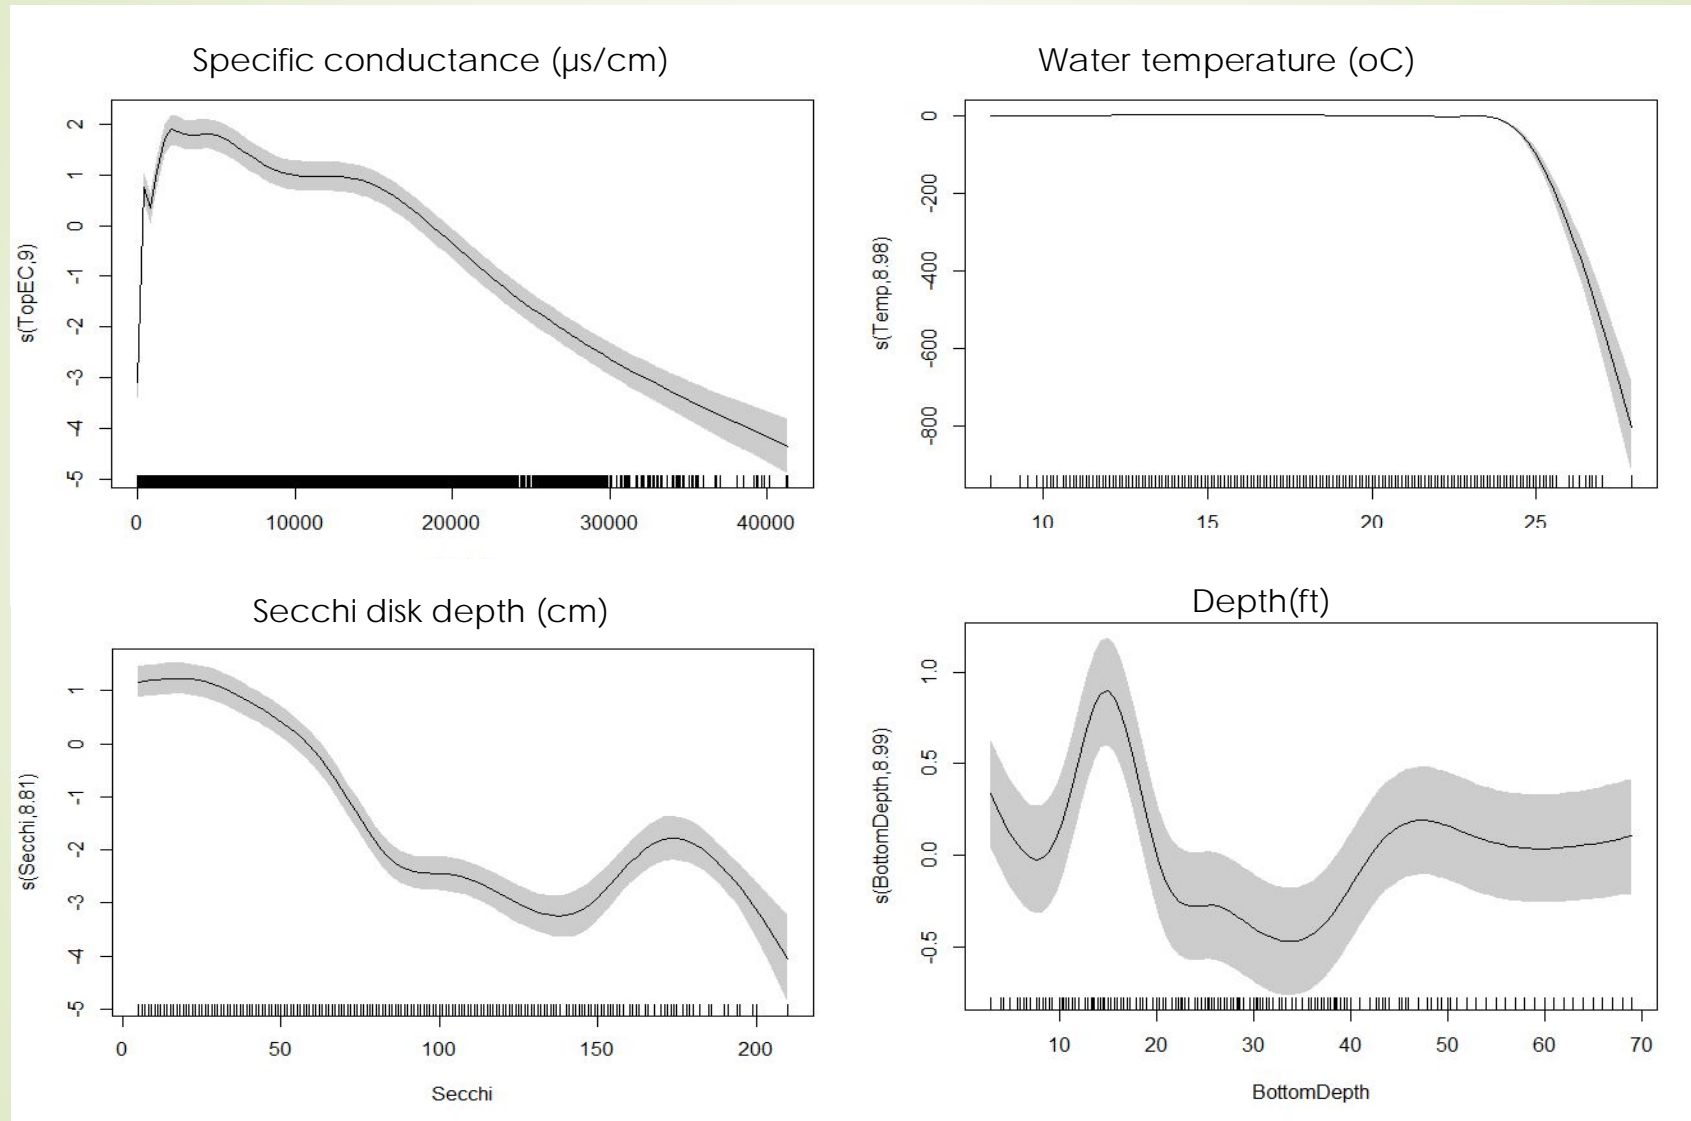 Specific conductance (µs/cm)
s(TopEC,9)
2
1
0
-1
-2
-3
-4
-5
0 10000 20000 30000 40000
Water temperature (oC)
s(Temp,8.98)
0
-200
-400
-600
-800
10 15 20 25
Secchi disk depth (cm)
s(Secchi,8.81)
1
0
-1
-2
-3
-4
-5
0 50 100 150 200
Secchi
Depth(ft)
s(BottomDepth,8.99)
1.0
0.5
0.0
-0.5
10 20 30 40 50 60 70
BottomDepth